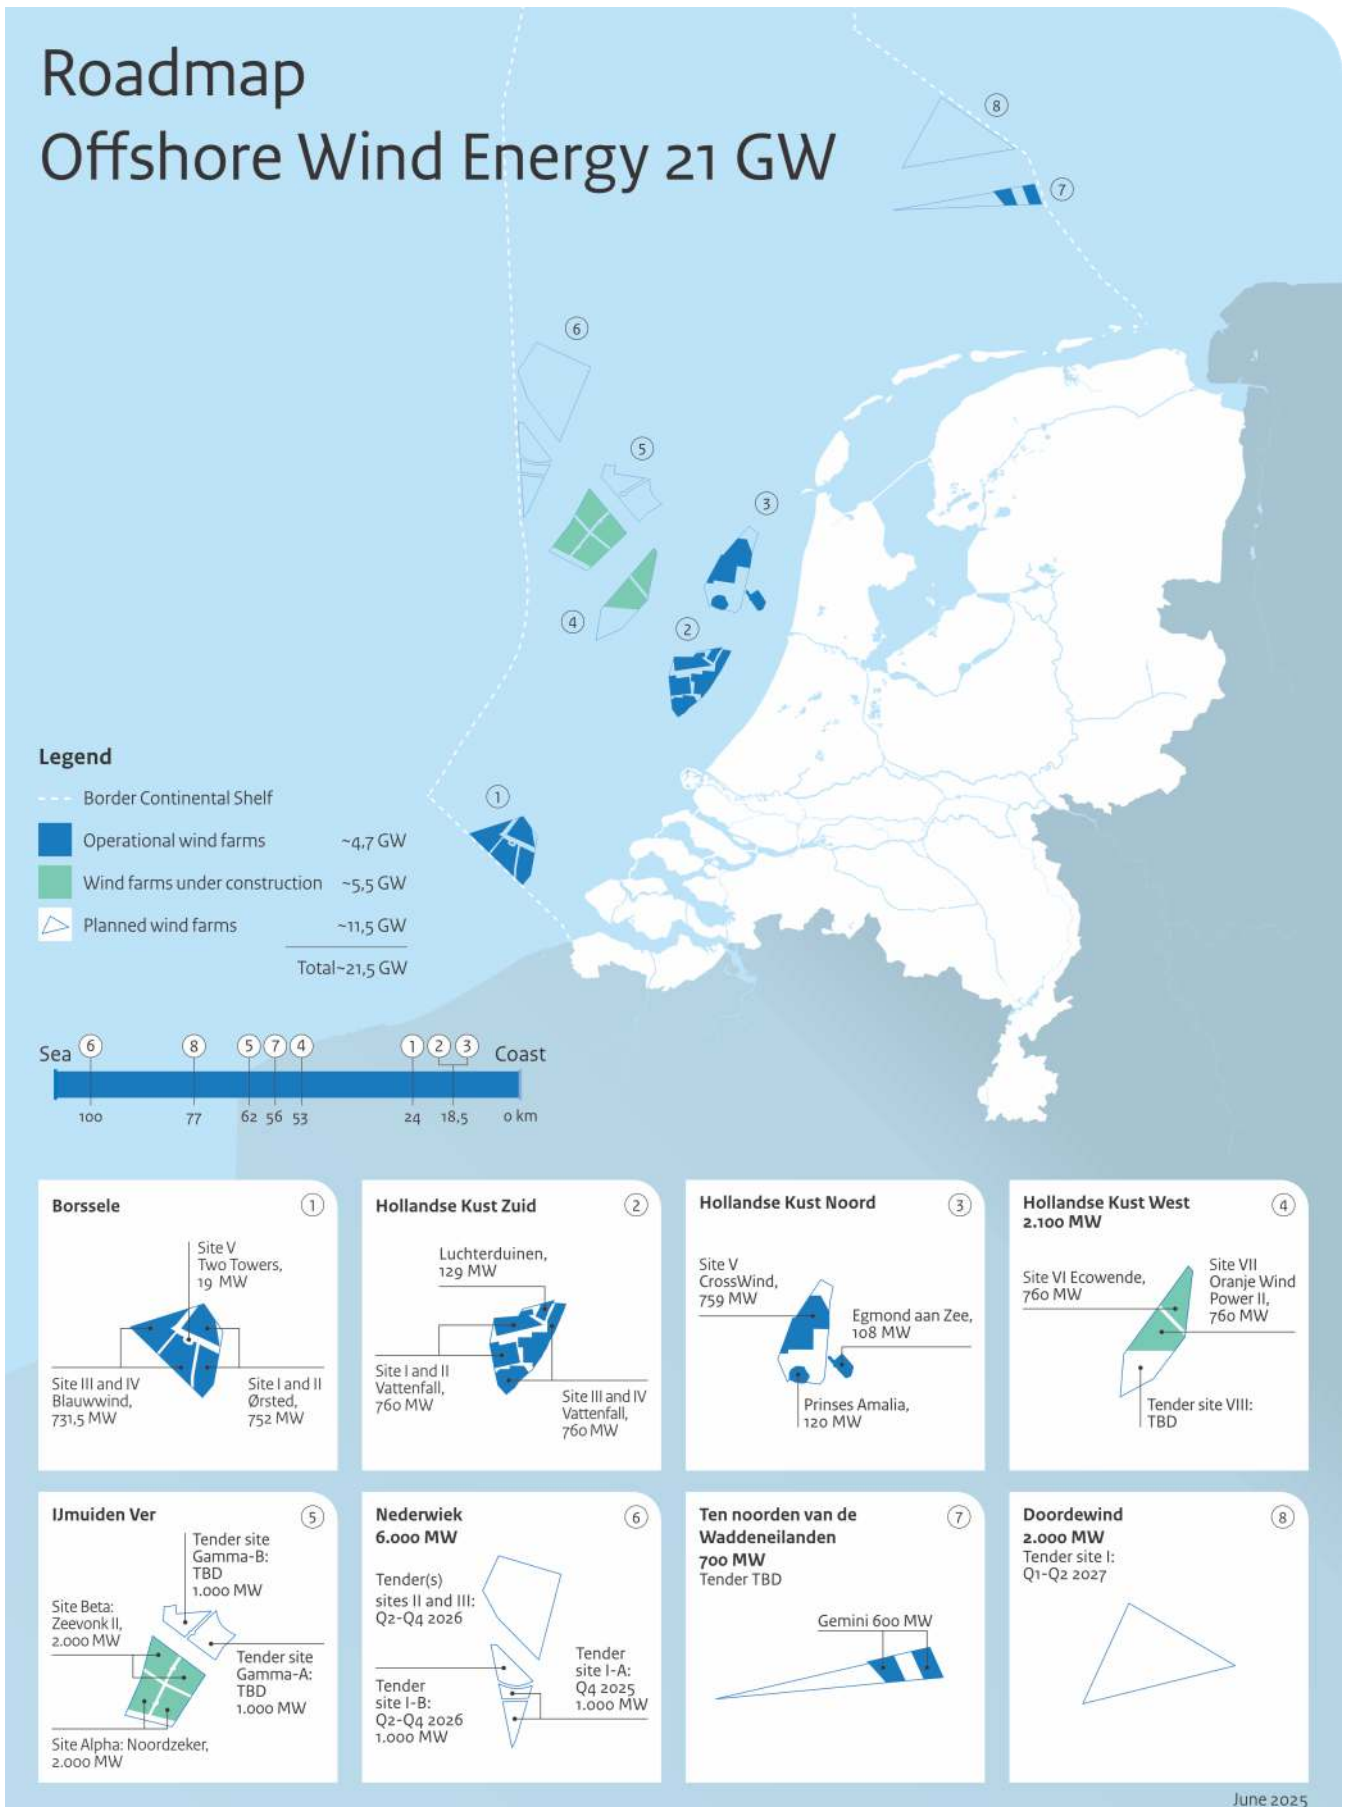 Roadmap
Offshore Wind Energy 21 GW
8
7
6
5
3
4
2
1
Legend
Border Continental Shelf
Operational wind farms ~4,7 GW
Wind farms under construction ~5,5 GW
Planned wind farms ~11,5 GW
Total~21,5 GW
Sea 6 8 5 7 4 1 2 3 Coast
100 77 62 56 53 24 18,5 0 km
Borssele 1
Site V
Two Towers,
19 MW
Site III and IV
Blauwwind,
731,5 MW
Site I and II
Ørsted,
752 MW
Hollandse Kust Zuid 2
Luchterduinen,
129 MW
Site I and II
Vattenfall,
760 MW
Site III and IV
Vattenfall,
760 MW
Hollandse Kust Noord 3
Site V
CrossWind,
759 MW
Egmond aan Zee,
108 MW
Prinses Amalia,
120 MW
Hollandse Kust West 4
2.100 MW
Site VI Ecowende,
760 MW
Site VII
Oranje Wind
Power II,
760 MW
Tender site VIII:
TBD
IJmuiden Ver 5
Tender site
Gamma-B:
TBD
1.000 MW
Site Beta:
Zeevonk II,
2.000 MW
Tender site
Gamma-A:
TBD
1.000 MW
Site Alpha: Noordzeker,
2.000 MW
Nederwiek 6
6.000 MW
Tender(s)
sites II and III:
Q2-Q4 2026
Tender
site I-A:
Q4 2025
1.000 MW
Tender
site I-B:
Q2-Q4 2026
1.000 MW
Ten noorden van de 7
Waddeneilanden
700 MW
Tender TBD
Gemini 600 MW
Doordewind 8
2.000 MW
Tender site I:
Q1-Q2 2027
June 2025